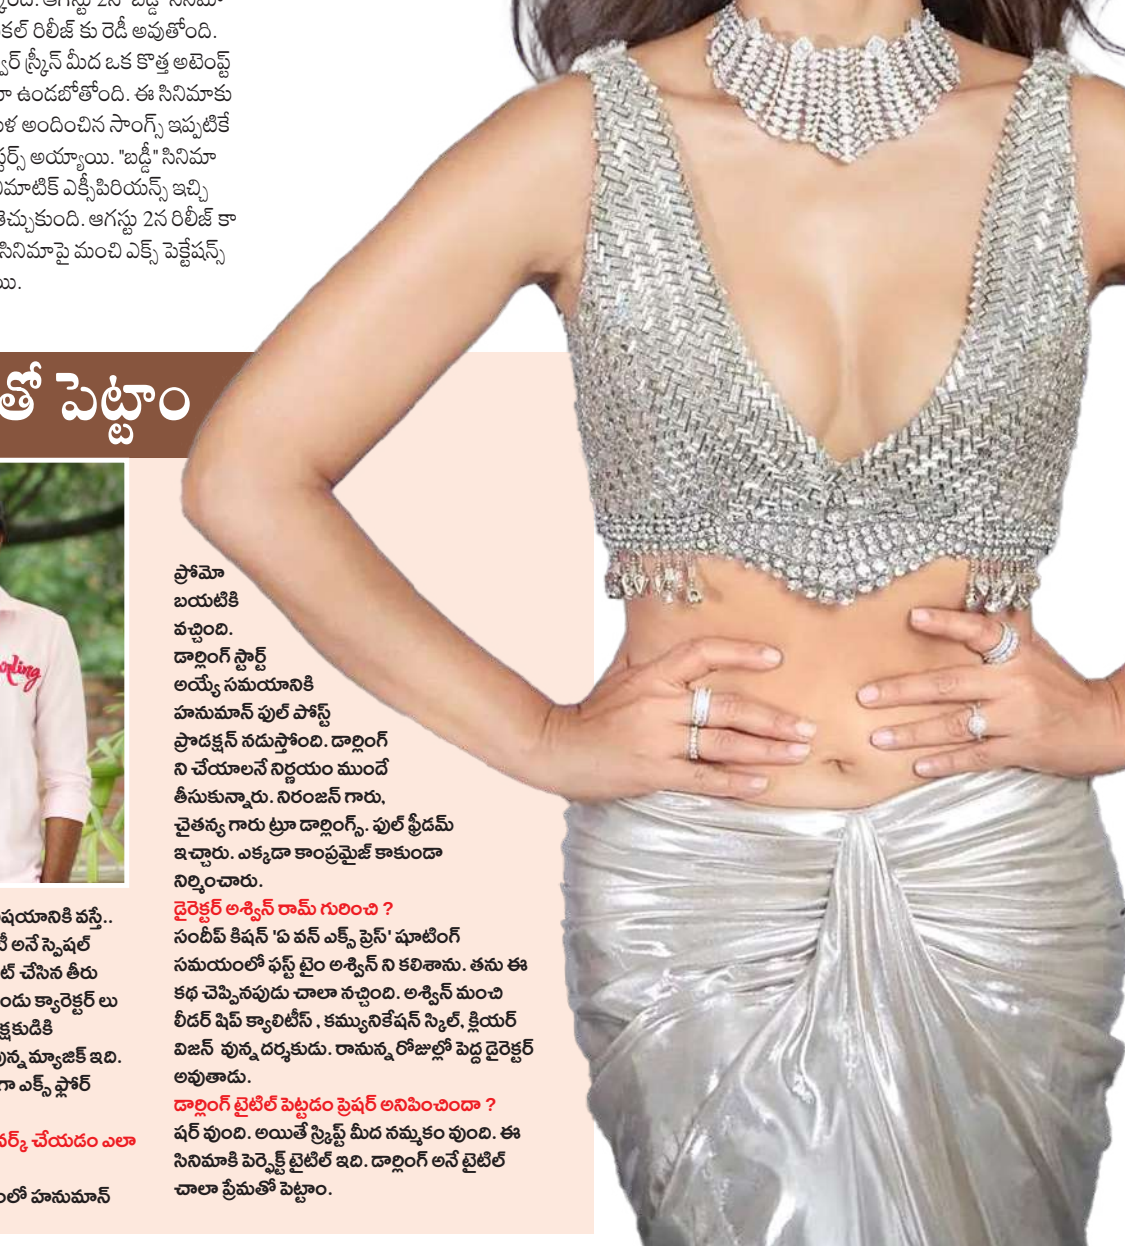 కల్ రిలీజ్ కు రెడీ అవుతోంది.
స్క్రీన్ మీద ఒక కొత్త అటెంప్ట్
ఉండబోతోంది. ఈ సినిమాకు
అందించిన సాంగ్స్ ఇప్పటికే
అయ్యాయి. "బడ్డీ" సినిమా
ఎక్స్పీరియన్స్ ఇచ్చి
తెచ్చుకుంది. ఆగస్టు 2న రిలీజ్ కా
సినిమాపై మంచి ఎక్స్ పెక్టేషన్స్
తో పెట్టాం
ప్రోమో
బయటికి
వచ్చింది.
డార్లింగ్ స్టార్ట్
అయ్యే సమయానికి
హనుమాన్ ఫుల్ పోస్ట్
ప్రొడక్షన్ నడుస్తోంది. డార్లింగ్
ని చేయాలనే నిర్ణయం ముందే
తీసుకున్నారు. నిరంజన్ గారు,
చైతన్య గారు ట్రూ డార్లింగ్స్. ఫుల్ ఫ్రీడమ్
ఇచ్చారు. ఎక్కడా కాంప్రమైజ్ కాకుండా
నిర్మించారు.
డైరెక్టర్ అశ్విన్ రామ్ గురించి ?
సందీప్ కిషన్ 'ఏ వన్ ఎక్స్ ప్రెస్' షూటింగ్
సమయంలో ఫస్ట్ టైం అశ్విన్ ని కలిశాను. తను ఈ
కథ చెప్పినపుడు చాలా నచ్చింది. అశ్విన్ మంచి
లీడర్ షిప్ క్వాలిటీస్ , కమ్యునికేషన్ స్కిల్, క్లియర్
విజన్ వున్న దర్శకుడు. రానున్న రోజుల్లో పెద్ద డైరెక్టర్
అవుతాడు.
డార్లింగ్ టైటిల్ పెట్టడం ప్రెషర్ అనిపించిందా ?
షర్ వుంది. అయితే స్క్రిప్ట్ మీద నమ్మకం వుంది. ఈ
సినిమాకి పెర్ఫెక్ట్ టైటిల్ ఇది. డార్లింగ్ అనే టైటిల్
చాలా ప్రేమతో పెట్టాం.
షయానికి వస్తే..
అనే స్పెషల్
చేసిన తీరు
క్యారెక్టర్ లు
క్షకుడికి
వున్న మ్యాజిక్ ఇది.
గా ఎక్స్ ప్లోర్
వర్క్ చేయడం ఎలా
లో హనుమాన్